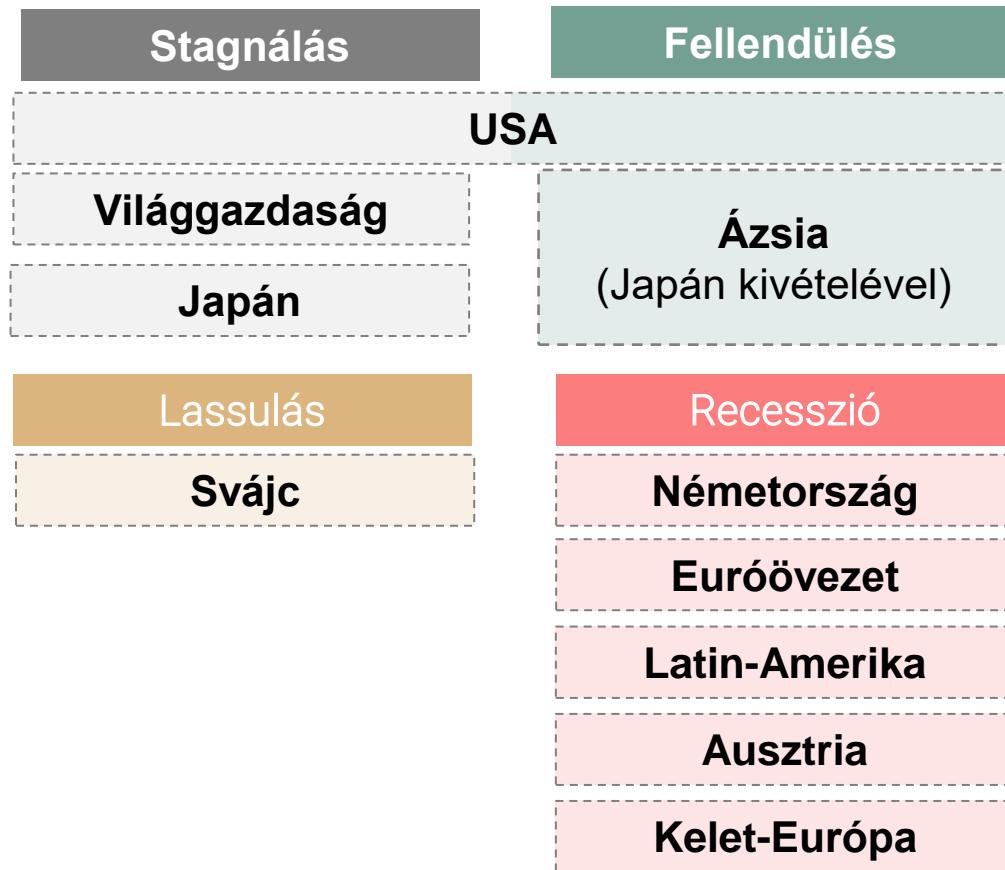 Stagnálás
Fellendülés
USA
Világgazdaság
Japán
Ázsia
(Japán kivételével)
Lassulás
Svájc
Recesszió
Németország
Euróövezet
Latin-Amerika
Ausztria
Kelet-Európa